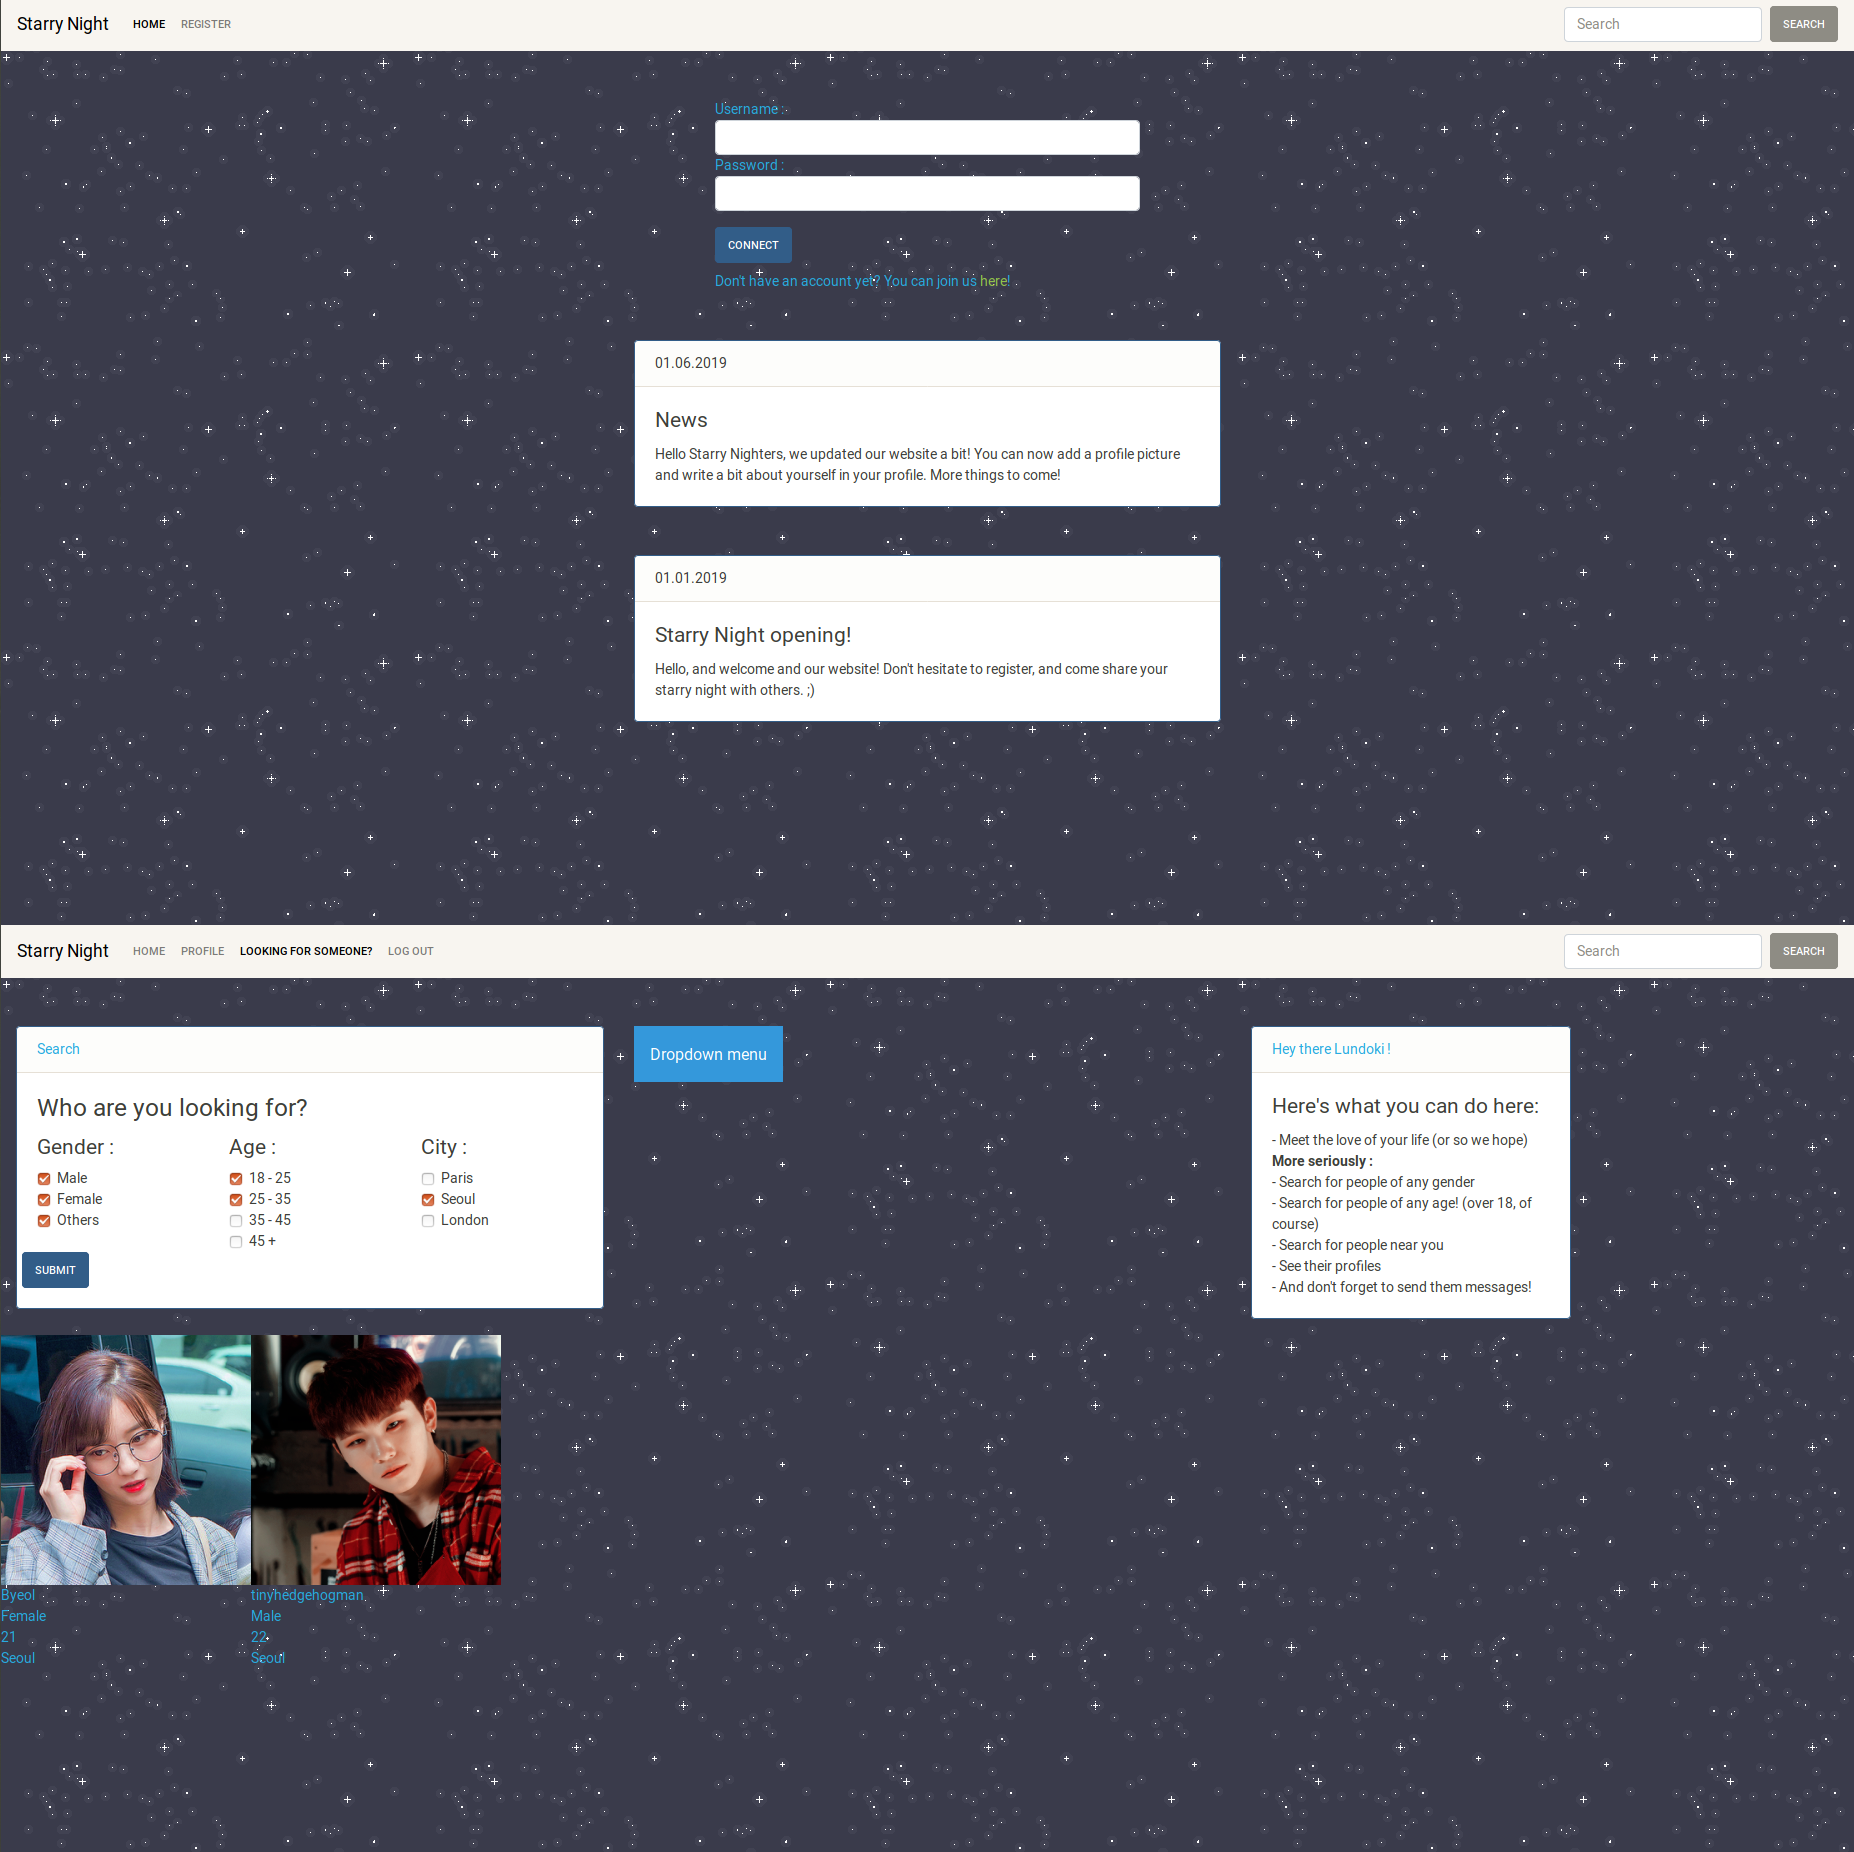 Starry Night HOME REGISTER Search SEARCH
Username :
Password :
CONNECT
Don't have an account yet? You can join us here!
01.06.2019
News
Hello Starry Nighters, we updated our website a bit! You can now add a profile picture
and write a bit about yourself in your profile. More things to come!
01.01.2019
Starry Night opening!
Hello, and welcome and our website! Don't hesitate to register, and come share your
starry night with others. ;)
Starry Night HOME PROFILE LOOKING FOR SOMEONE? LOG OUT Search SEARCH
Search
Who are you looking for?
Gender :
Male
Female
Others
Age :
18 - 25
25 - 35
35 - 45
45 +
City :
Paris
Seoul
London
SUBMIT
Dropdown menu
Hey there Lundoki !
Here's what you can do here:
- Meet the love of your life (or so we hope)
More seriously :
- Search for people of any gender
- Search for people of any age! (over 18, of
course)
- Search for people near you
- See their profiles
- And don't forget to send them messages!
Byeol
Female
21
Seoul
tinyhedgehogman
Male
22
Seoul